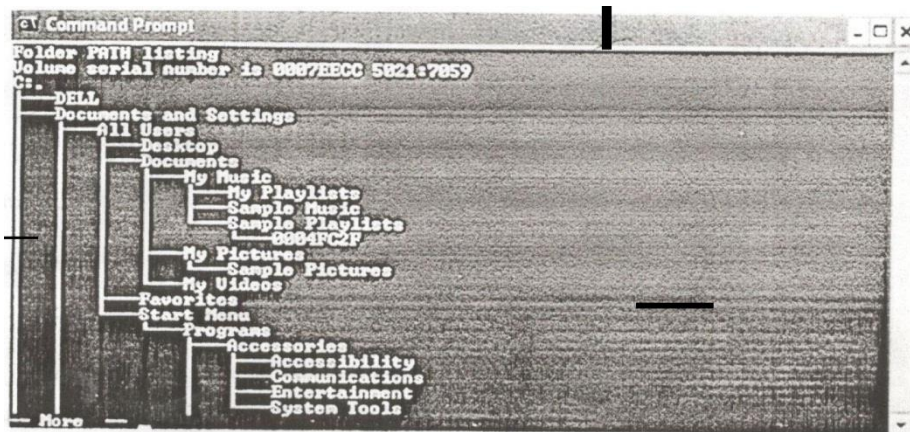 Command Prompt
Folder PATH listing
Volume serial number is 0007EECC 5021:7059
C:.
DELL
Documents and Settings
All Users
Desktop
Documents
My Music
My Playlists
Sample Music
Sample Playlists
0004FC2F
My Pictures
Sample Pictures
My Videos
Favorites
Start Menu
Programs
Accessories
Accessibility
Communications
Entertainment
System Tools
-- More --